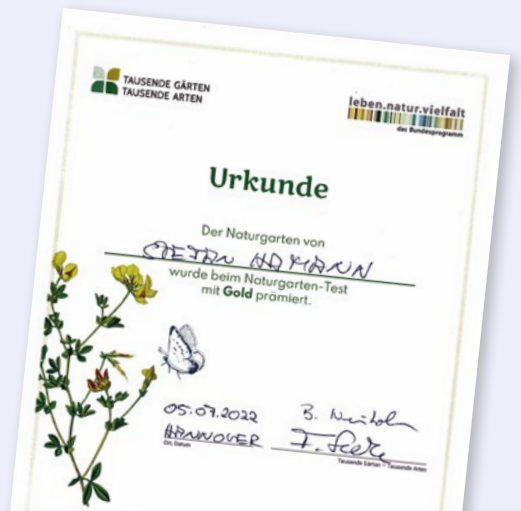 TAUSENDE GÄRTEN
TAUSENDE ARTEN
leben.natur.vielfalt
das Bundesprogramm
Urkunde
Der Naturgarten von
STEFAN HAMANN
wurde beim Naturgarten-Test
mit Gold prämiert.
05.07.2022 B.
HANNOVER F.
Ort, Datum
Tausende Gärten – Tausende Arten